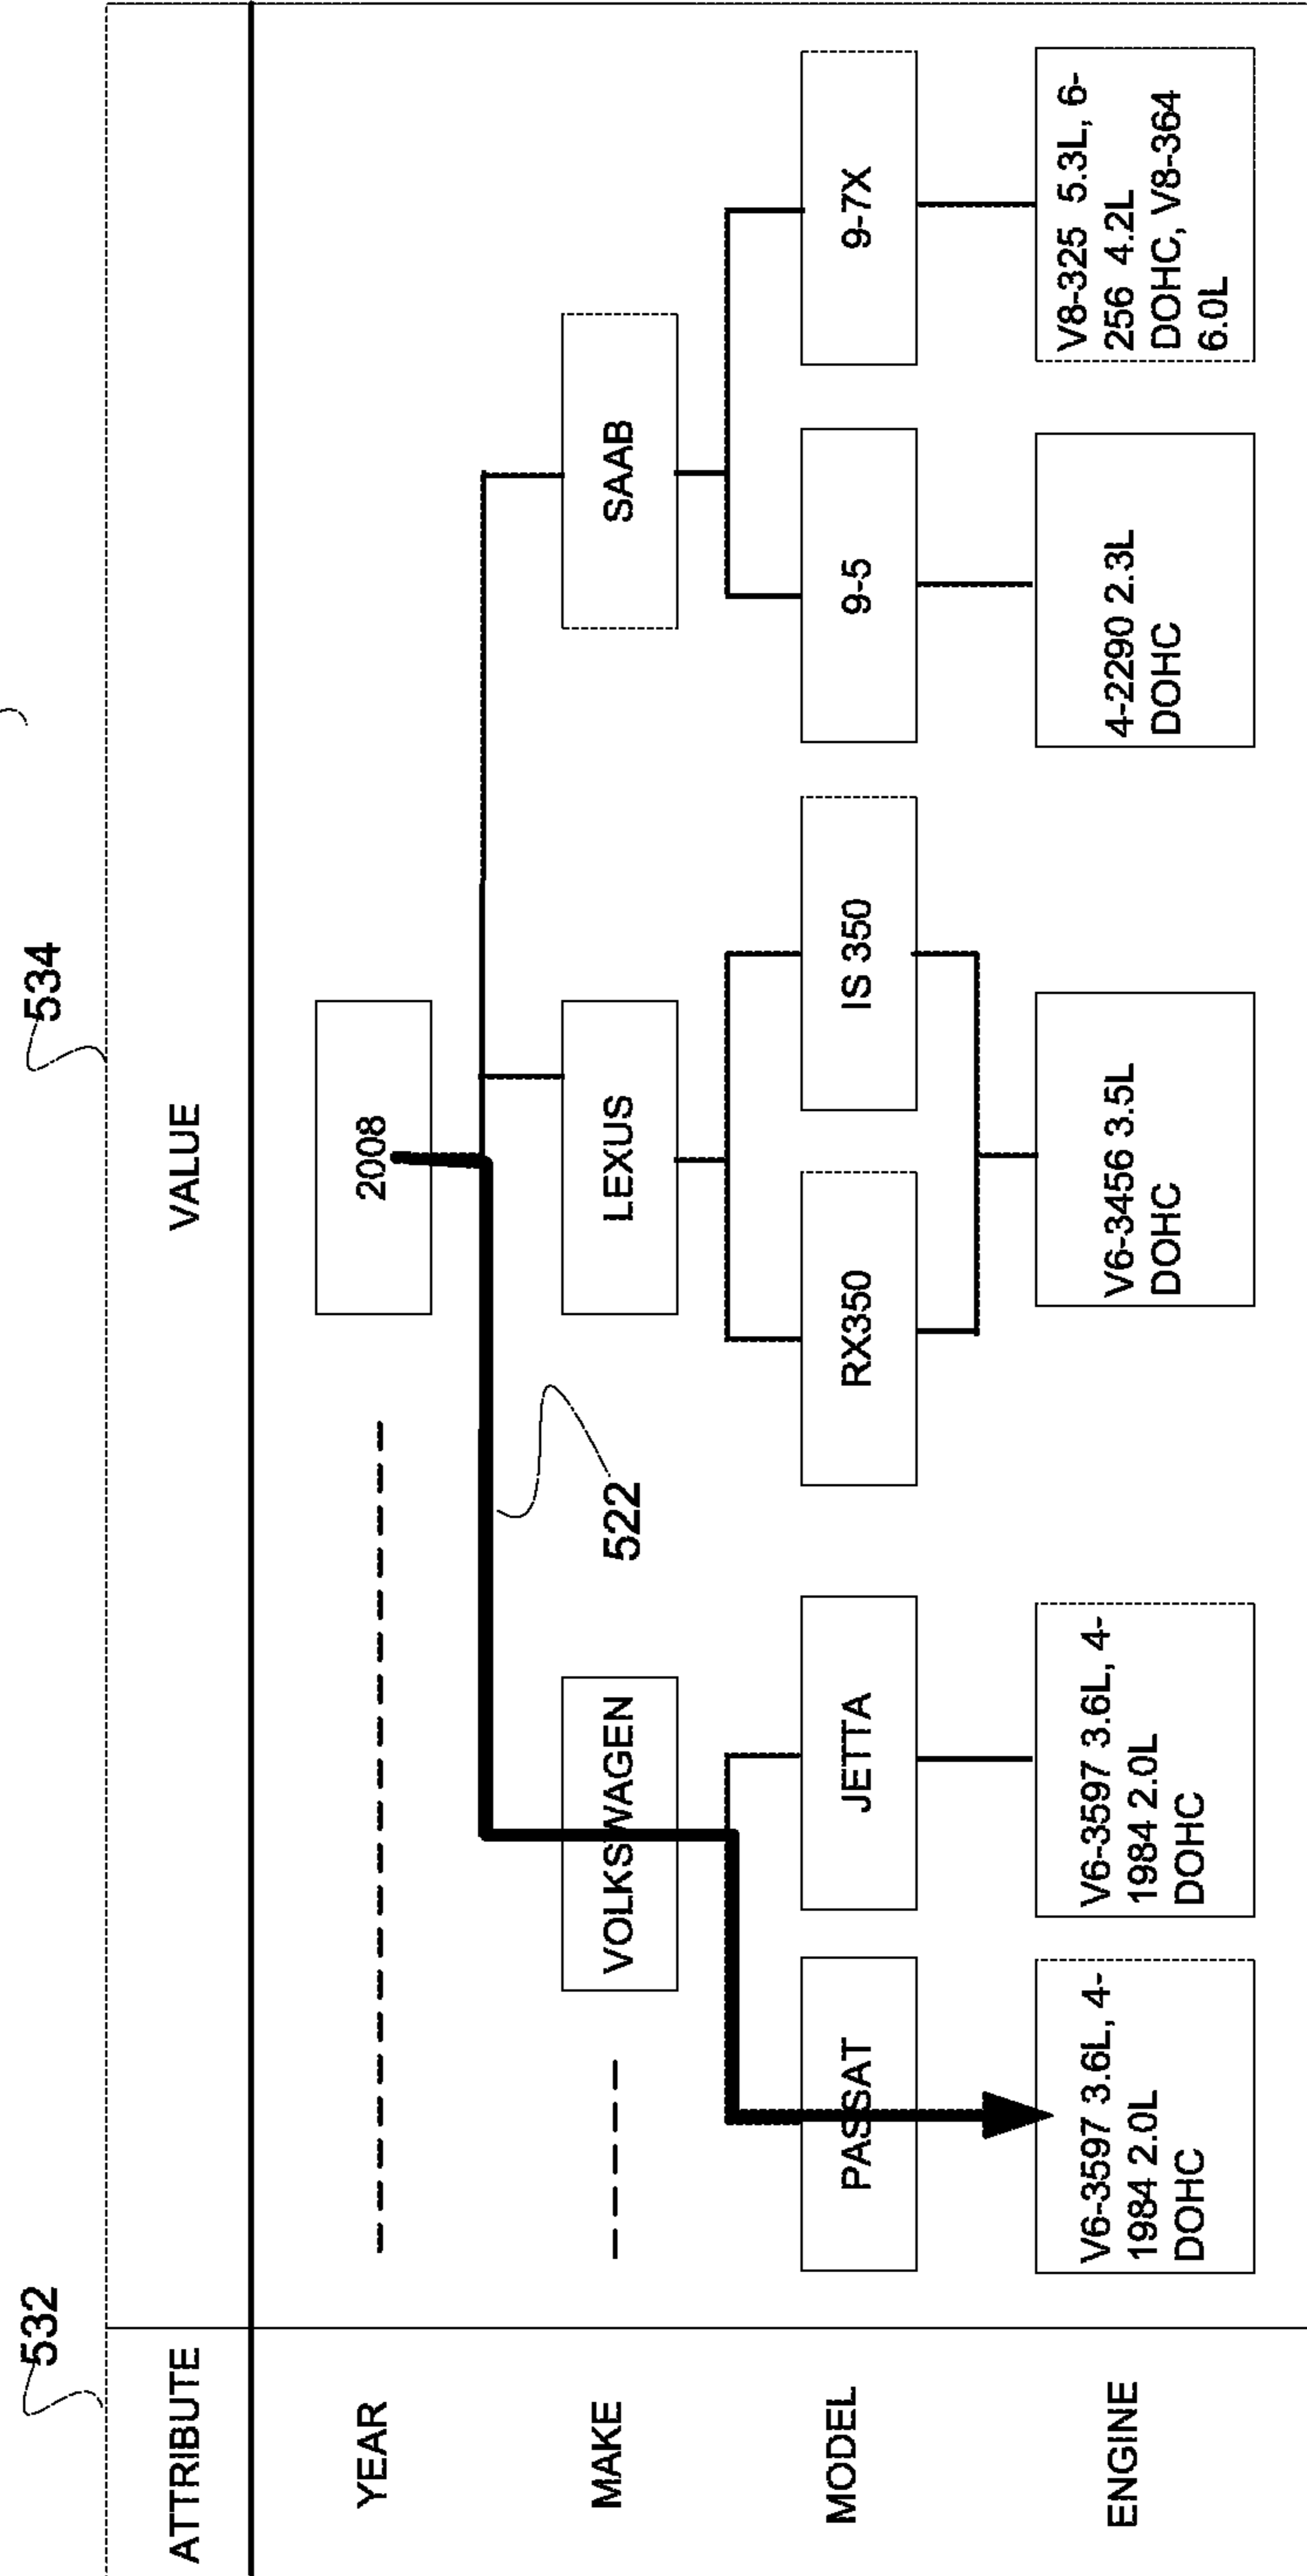 532
534
ATTRIBUTE
VALUE
YEAR
2008
MAKE
VOLKSWAGEN
LEXUS
SAAB
522
MODEL
PASSAT
JETTA
RX350
IS 350
9-5
9-7X
ENGINE
V6-3597 3.6L, 4-
1984 2.0L
DOHC
V6-3597 3.6L, 4-
1984 2.0L
DOHC
V6-3456 3.5L
DOHC
4-2290 2.3L
DOHC
V8-325 5.3L, 6-
256 4.2L
DOHC, V8-364
6.0L